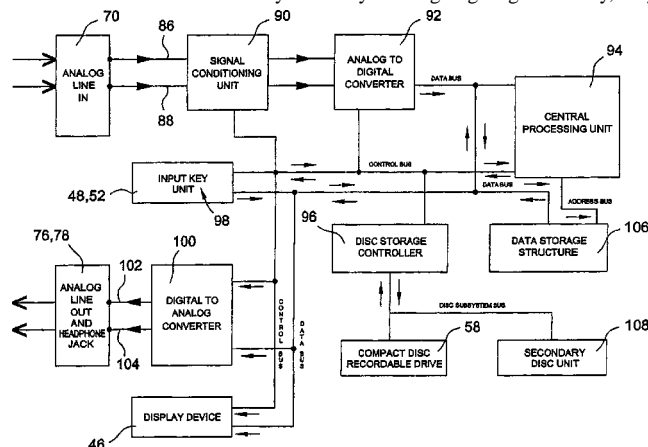 70
86
90
92
94
ANALOG
LINE
IN
88
SIGNAL
CONDITIONING
UNIT
ANALOG TO
DIGITAL
CONVERTER
DATA BUS
CENTRAL
PROCESSING UNIT
INPUT KEY
UNIT
48,52
98
CONTROL BUS
DATA BUS
ADDRESS BUS
76,78
100
96
DISC STORAGE
CONTROLLER
DATA STORAGE
STRUCTURE
106
ANALOG
LINE
OUT
AND
HEADPHONE
JACK
102
104
DIGITAL TO
ANALOG
CONVERTER
CONTROL BUS
DATA BUS
DISC SUBSYSTEM BUS
58
108
COMPACT DISC
RECORDABLE DRIVE
SECONDARY
DISC UNIT
DISPLAY DEVICE
46